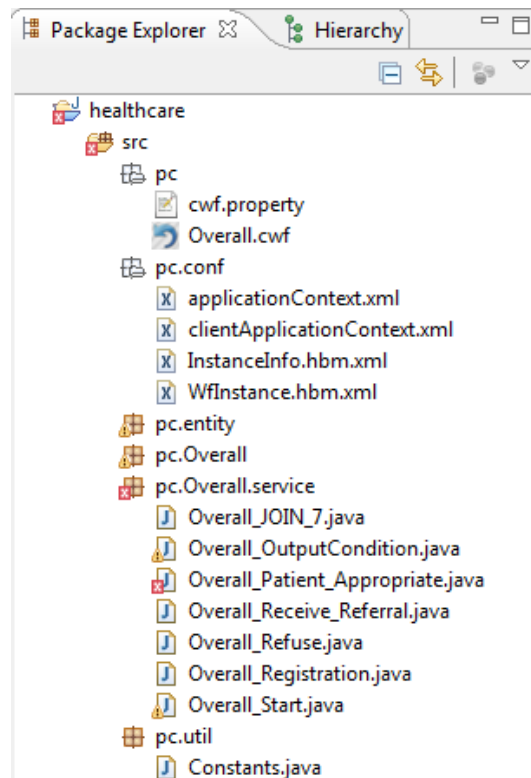 Package Explorer Hierarchy
healthcare
src
pc
cwf.property
Overall.cwf
pc.conf
applicationContext.xml
clientApplicationContext.xml
InstanceInfo.hbm.xml
WfInstance.hbm.xml
pc.entity
pc.Overall
pc.Overall.service
Overall_JOIN_7.java
Overall_OutputCondition.java
Overall_Patient_Appropriate.java
Overall_Receive_Referral.java
Overall_Refuse.java
Overall_Registration.java
Overall_Start.java
pc.util
Constants.java